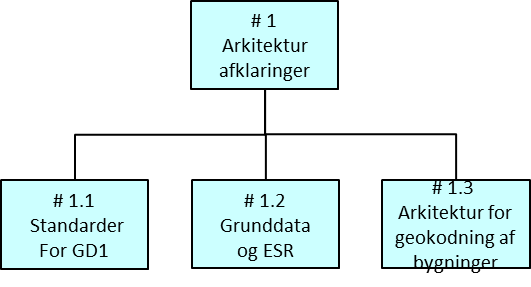 # 1
Arkitektur
afklaringer
# 1.1
Standarder
For GD1
# 1.2
Grunddata
og ESR
# 1.3
Arkitektur for
geokodning af
bygninger